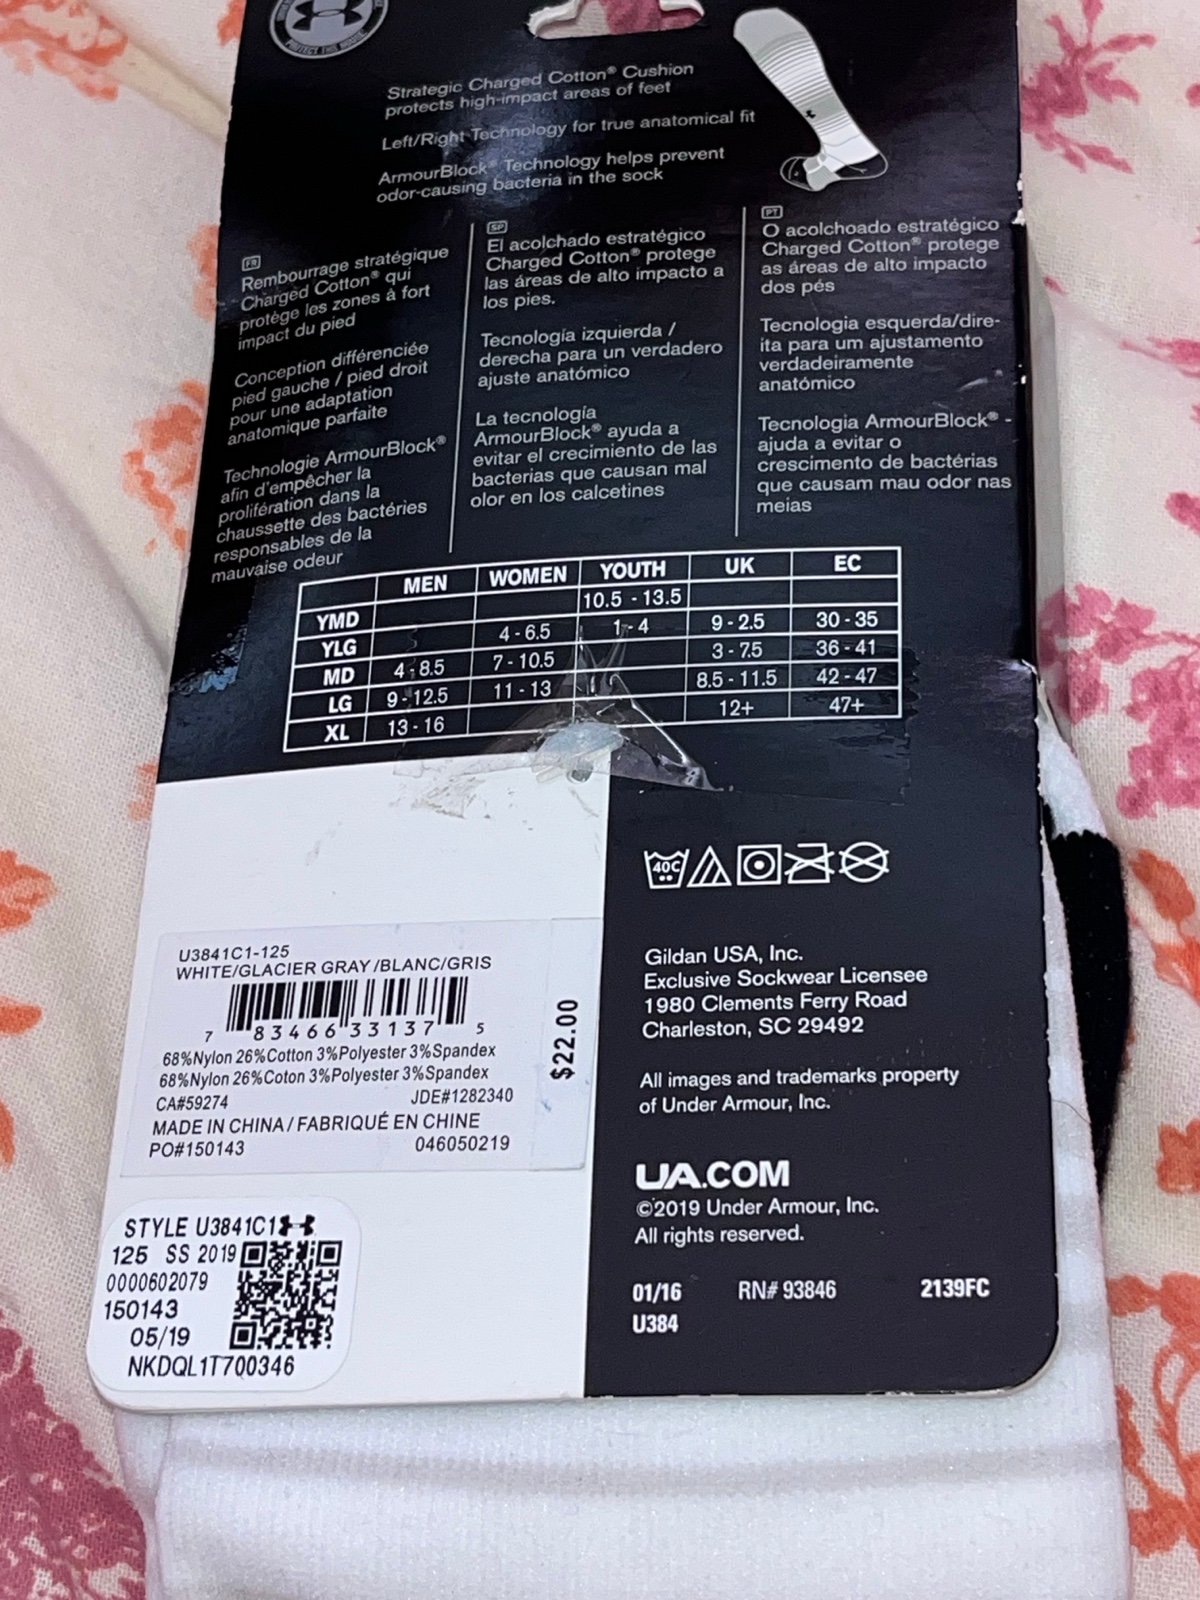 PROTECT THIS HOUSE
Strategic Charged Cotton® Cushion
protects high-impact areas of feet
Left/Right Technology for true anatomical fit
ArmourBlock® Technology helps prevent
odor-causing bacteria in the sock
FR
Rembourrage stratégique
Charged Cotton® qui
protège les zones à fort
impact du pied
Conception différenciée
pied gauche / pied droit
pour une adaptation
anatomique parfaite
Technologie ArmourBlock®
afin d'empêcher la
prolifération dans la
chaussette des bactéries
responsables de la
mauvaise odeur
SP
El acolchado estratégico
Charged Cotton® protege
las áreas de alto impacto a
los pies.
Tecnología izquierda /
derecha para un verdadero
ajuste anatómico
La tecnología
ArmourBlock® ayuda a
evitar el crecimiento de las
bacterias que causan mal
olor en los calcetines
PT
O acolchoado estratégico
Charged Cotton® protege
as áreas de alto impacto
dos pés
Tecnologia esquerda/dire-
ita para um ajustamento
verdadeiramente
anatómico
Tecnologia ArmourBlock® -
ajuda a evitar o
crescimento de bactérias
que causam mau odor nas
meias
MEN WOMEN YOUTH UK EC
YMD 10.5 - 13.5
YLG 4 - 6.5 1 - 4 9 - 2.5 30 - 35
MD 4 - 8.5 7 - 10.5 3 - 7.5 36 - 41
LG 9 - 12.5 11 - 13 8.5 - 11.5 42 - 47
XL 13 - 16 12+ 47+
40C
U3841C1-125
WHITE/GLACIER GRAY /BLANC/GRIS
7 83466 33137 5
68%Nylon 26%Cotton 3%Polyester 3%Spandex
68%Nylon 26%Coton 3%Polyester 3%Spandex
CA#59274 JDE#1282340
MADE IN CHINA / FABRIQUÉ EN CHINE
PO#150143 046050219
$22.00
STYLE U3841C1
125 SS 2019
0000602079
150143
05/19
NKDQL1T700346
Gildan USA, Inc.
Exclusive Sockwear Licensee
1980 Clements Ferry Road
Charleston, SC 29492
All images and trademarks property
of Under Armour, Inc.
UA.COM
©2019 Under Armour, Inc.
All rights reserved.
01/16 RN# 93846 2139FC
U384